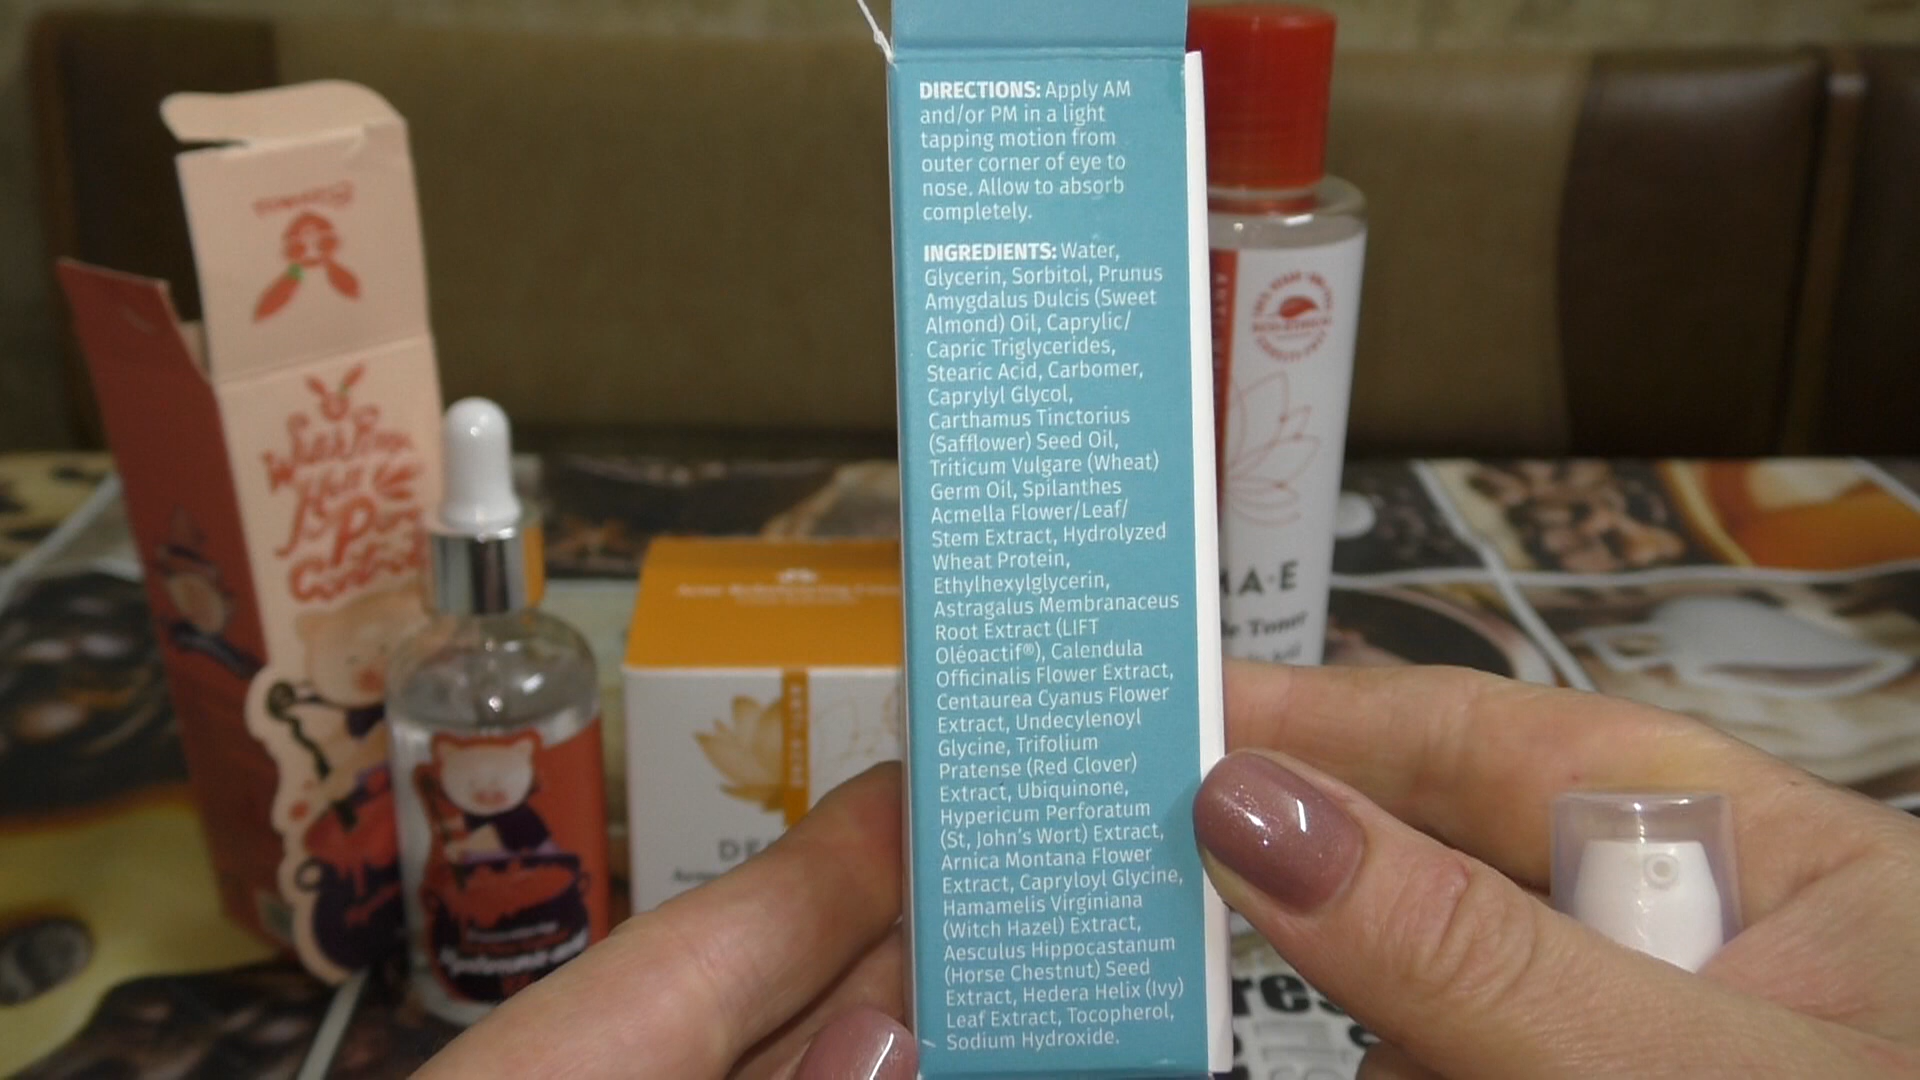 DIRECTIONS: Apply AM
and/or PM in a light
tapping motion from
outer corner of eye to
nose. Allow to absorb
completely.
INGREDIENTS: Water,
Glycerin, Sorbitol, Prunus
Amygdalus Dulcis (Sweet
Almond) Oil, Caprylic/
Capric Triglycerides,
Stearic Acid, Carbomer,
Caprylyl Glycol,
Carthamus Tinctorius
(Safflower) Seed Oil,
Triticum Vulgare (Wheat)
Germ Oil, Spilanthes
Acmella Flower/Leaf/
Stem Extract, Hydrolyzed
Wheat Protein,
Ethylhexylglycerin,
Astragalus Membranaceus
Root Extract (LIFT
Oléoactif®), Calendula
Officinalis Flower Extract,
Centaurea Cyanus Flower
Extract, Undecylenoyl
Glycine, Trifolium
Pratense (Red Clover)
Extract, Ubiquinone,
Hypericum Perforatum
(St, John's Wort) Extract,
Arnica Montana Flower
Extract, Capryloyl Glycine,
Hamamelis Virginiana
(Witch Hazel) Extract,
Aesculus Hippocastanum
(Horse Chestnut) Seed
Extract, Hedera Helix (Ivy)
Leaf Extract, Tocopherol,
Sodium Hydroxide.
MA·E
Toner
Control
DE